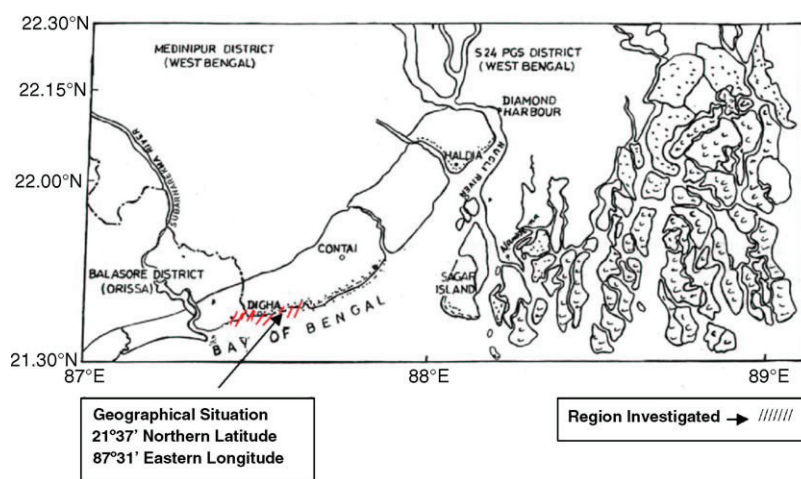 22.30°N
MEDINIPUR DISTRICT
(WEST BENGAL)
S 24 PGS DISTRICT
(WEST BENGAL)
22.15°N
DIAMOND
HARBOUR
HALDIA
HUGLI RIVER
22.00°N
CONTAI
BALASORE DISTRICT
(ORISSA)
SAGAR
ISLAND
DIGHA
BAY OF BENGAL
21.30°N
87°E
88°E
89°E
Geographical Situation
21°37' Northern Latitude
87°31' Eastern Longitude
Region Investigated